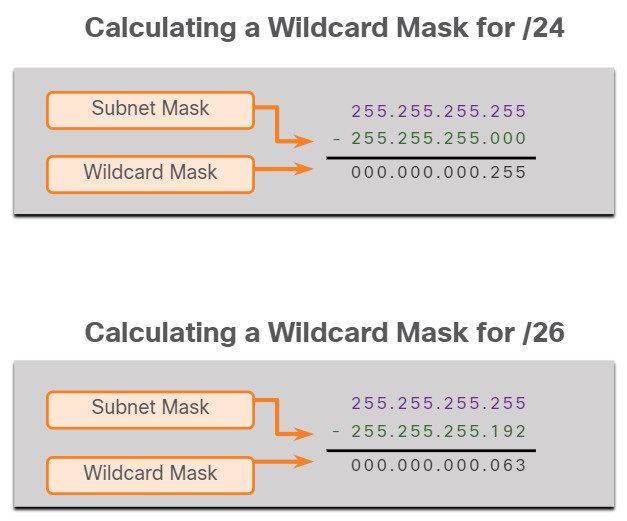 Calculating a Wildcard Mask for /24
Subnet Mask
255.255.255.255
- 255.255.255.000
Wildcard Mask
000.000.000.255
Calculating a Wildcard Mask for /26
Subnet Mask
255.255.255.255
- 255.255.255.192
Wildcard Mask
000.000.000.063